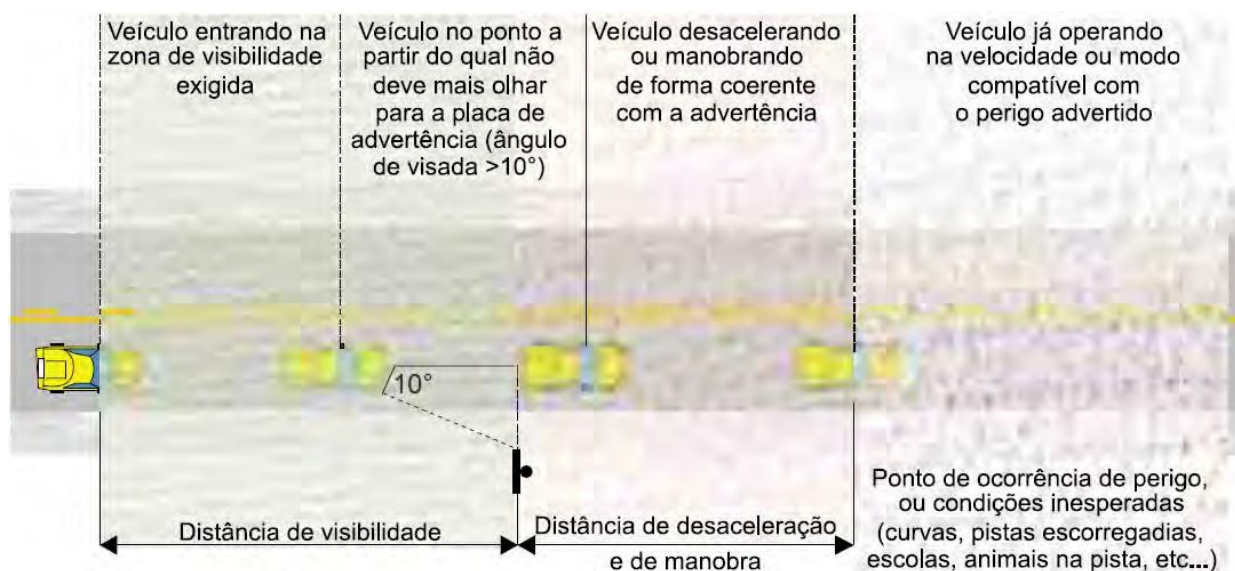 Veículo entrando na
zona de visibilidade
exigida
Veículo no ponto a
partir do qual não
deve mais olhar
para a placa de
advertência (ângulo
de visada >10°)
Veículo desacelerando
ou manobrando
de forma coerente
com a advertência
Veículo já operando
na velocidade ou modo
compatível com
o perigo advertido
10°
Distância de visibilidade
Distância de desaceleração
e de manobra
Ponto de ocorrência de perigo,
ou condições inesperadas
(curvas, pistas escorregadias,
escolas, animais na pista, etc...)